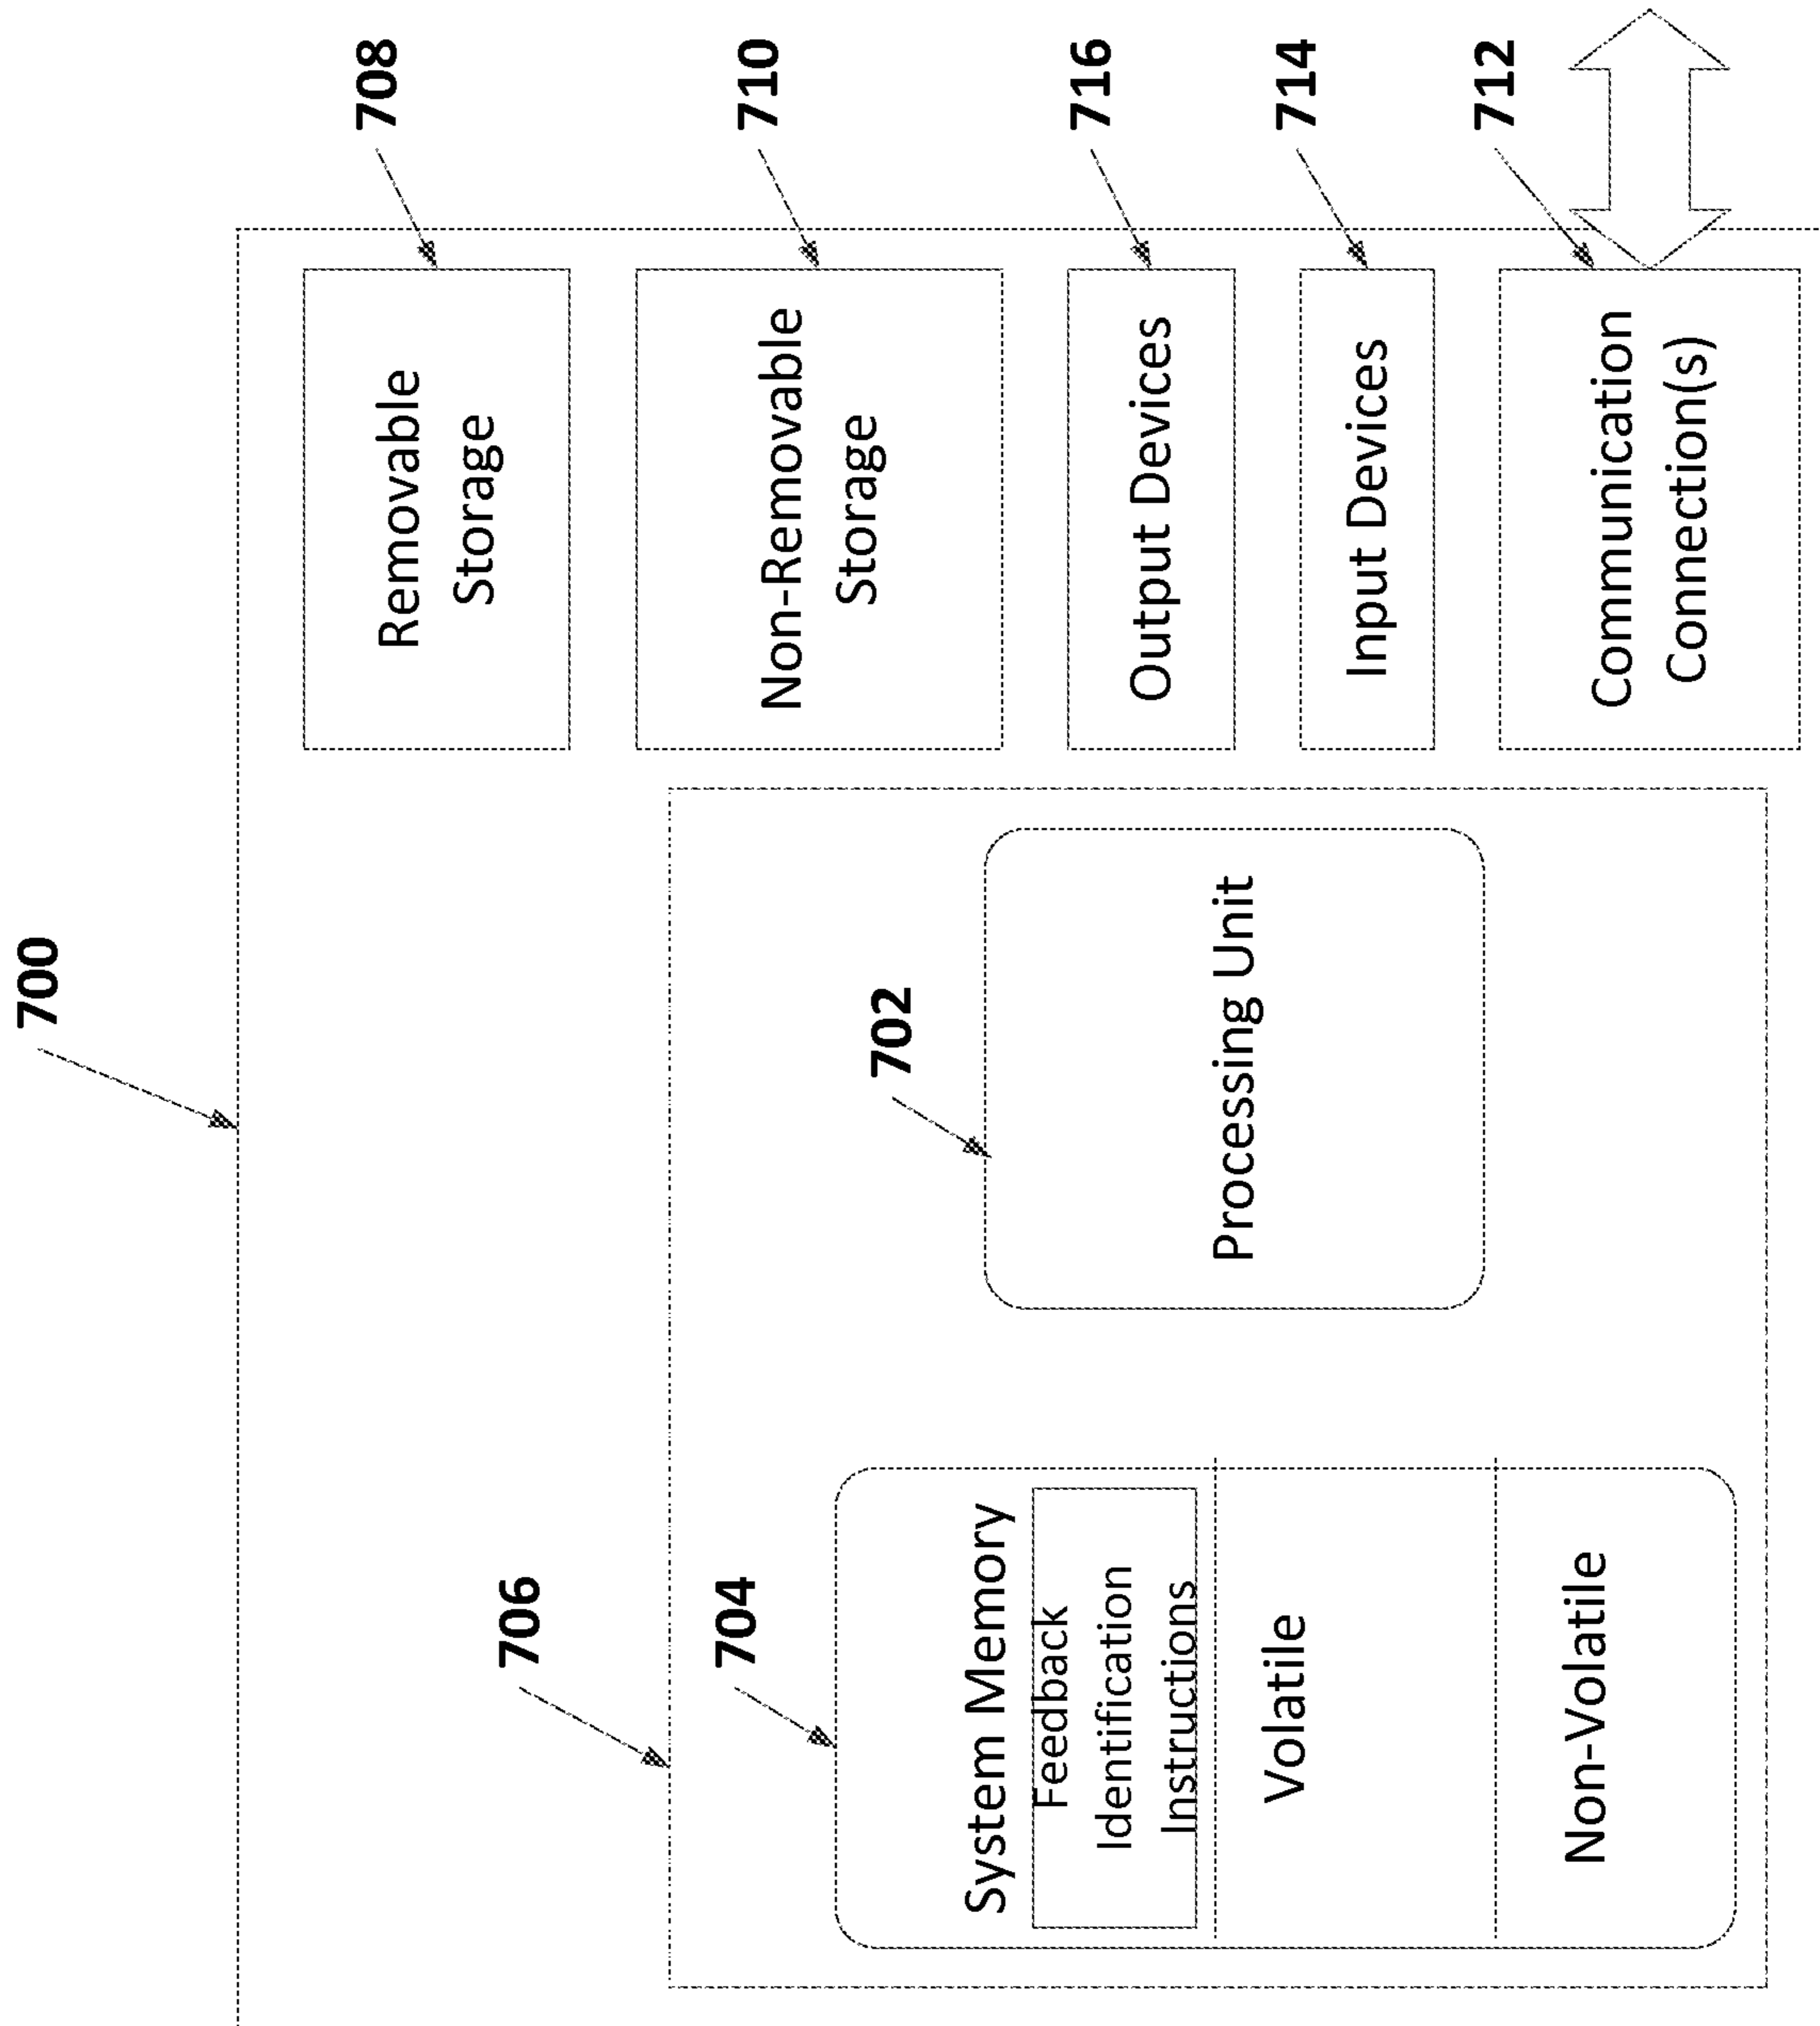 700
706
704
System Memory
Feedback
Identification
Instructions
Volatile
Non-Volatile
702
Processing Unit
708
Removable
Storage
710
Non-Removable
Storage
716
Output Devices
714
Input Devices
712
Communication
Connection(s)